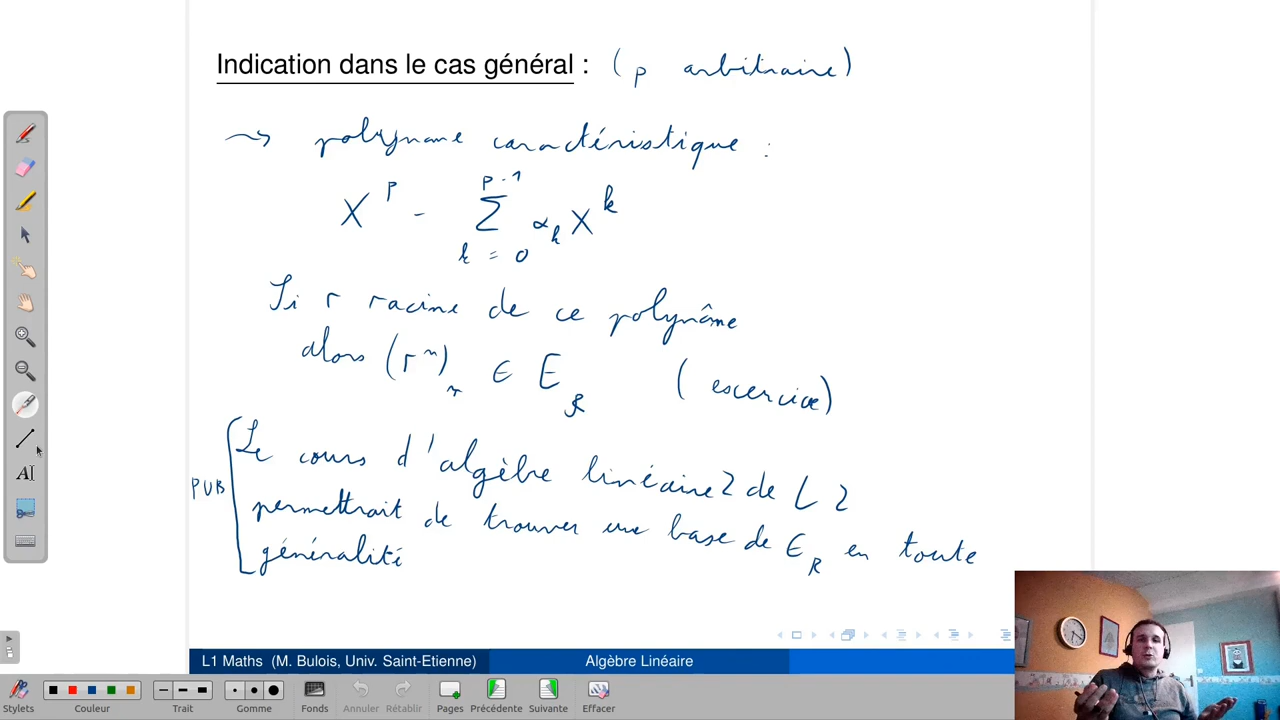 Indication dans le cas général : (p arbitraire)
⤳ polynôme caractéristique :
X^p - Σ_{k=0}^{p-1} α_k X^k
Si r racine de ce polynôme
alors (r^n)_n ∈ E_R (exercice)
PUB
Le cours d'algèbre linéaire 2 de L2
permettrait de trouver une base de E_R en toute
généralité
L1 Maths (M. Bulois, Univ. Saint-Etienne) Algèbre Linéaire
Stylets Couleur Trait Gomme Fonds Annuler Rétablir Pages Précédente Suivante Effacer